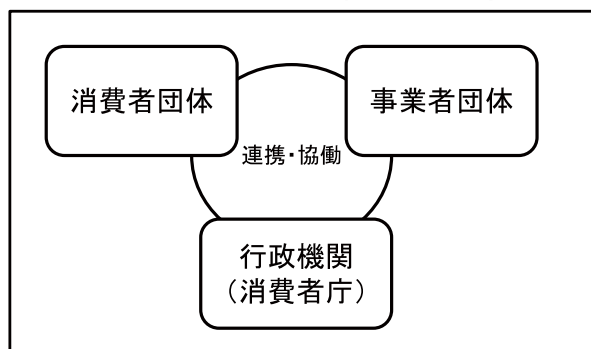 消費者団体
事業者団体
連携・協働
行政機関
（消費者庁）